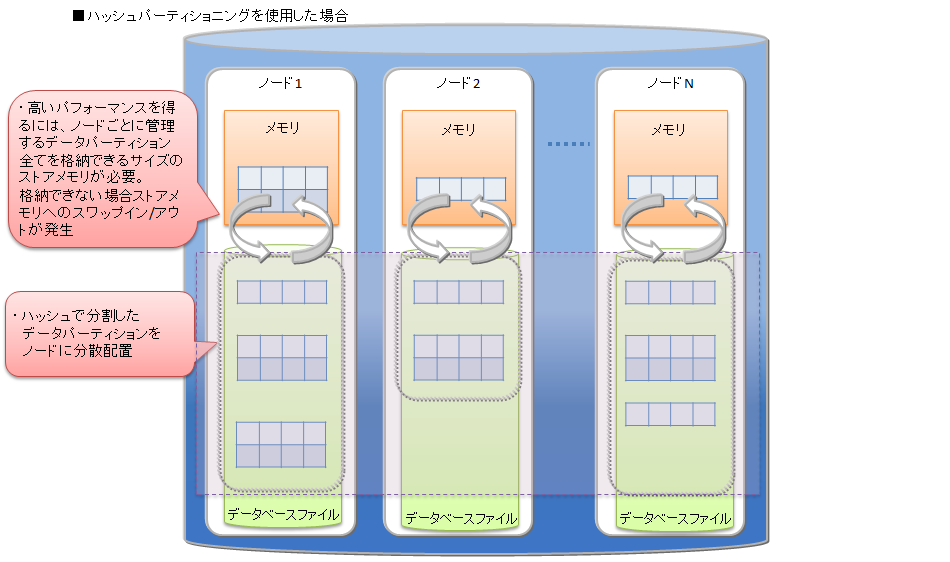 ■ハッシュパーティショニングを使用した場合
ノード1
ノード2
ノードN
・高いパフォーマンスを得
るには、ノードごとに管理
するデータパーティション
全てを格納できるサイズの
ストアメモリが必要。
格納できない場合ストアメ
モリへのスワップイン/アウ
トが発生
メモリ
メモリ
メモリ
・ハッシュで分割した
データパーティションを
ノードに分散配置
データベースファイル
データベースファイル
データベースファイル